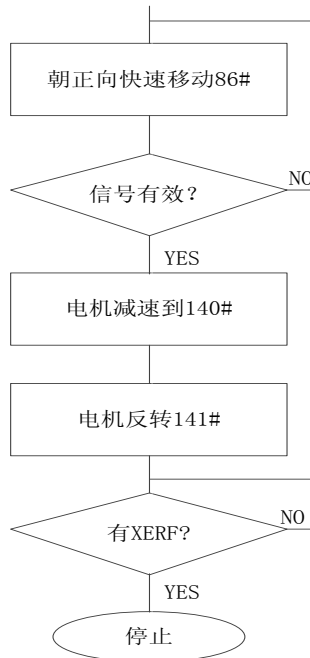 朝正向快速移动86#
信号有效?
NO
YES
电机减速到140#
电机反转141#
有XERF?
NO
YES
停止